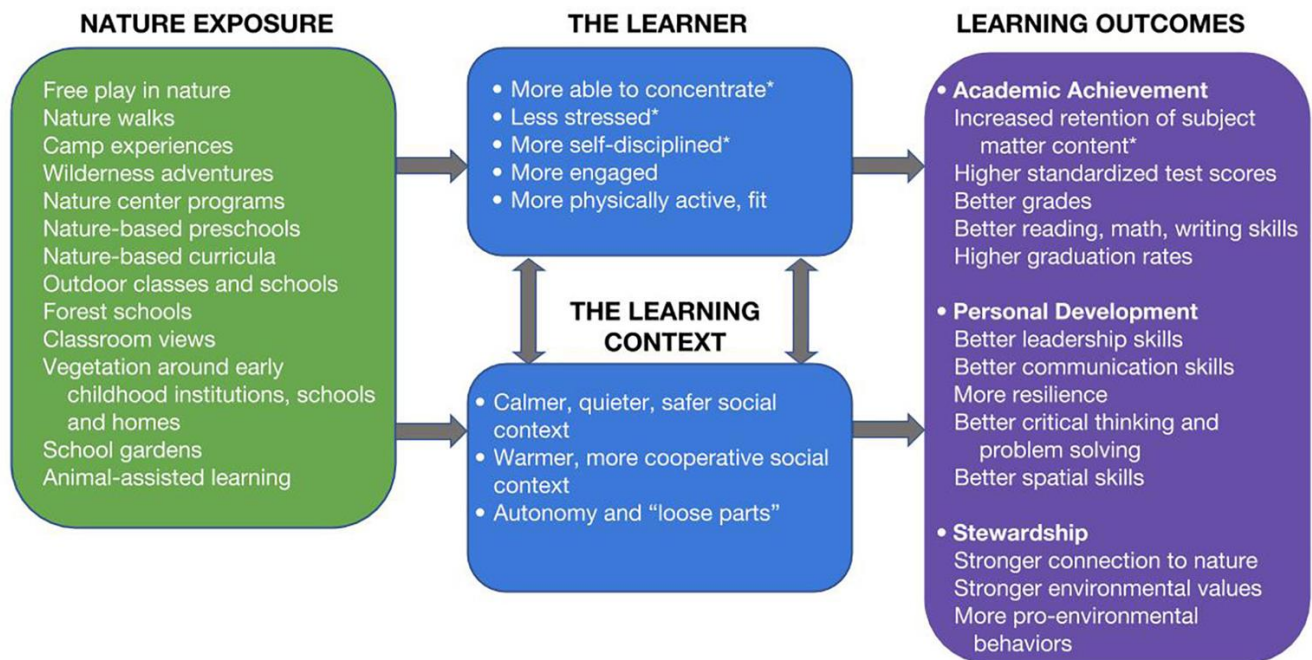 NATURE EXPOSURE
Free play in nature
Nature walks
Camp experiences
Wilderness adventures
Nature center programs
Nature-based preschools
Nature-based curricula
Outdoor classes and schools
Forest schools
Classroom views
Vegetation around early
childhood institutions, schools
and homes
School gardens
Animal-assisted learning
THE LEARNER
• More able to concentrate*
• Less stressed*
• More self-disciplined*
• More engaged
• More physically active, fit
THE LEARNING
CONTEXT
• Calmer, quieter, safer social
context
• Warmer, more cooperative social
context
• Autonomy and “loose parts”
LEARNING OUTCOMES
• Academic Achievement
Increased retention of subject
matter content*
Higher standardized test scores
Better grades
Better reading, math, writing skills
Higher graduation rates
• Personal Development
Better leadership skills
Better communication skills
More resilience
Better critical thinking and
problem solving
Better spatial skills
• Stewardship
Stronger connection to nature
Stronger environmental values
More pro-environmental
behaviors